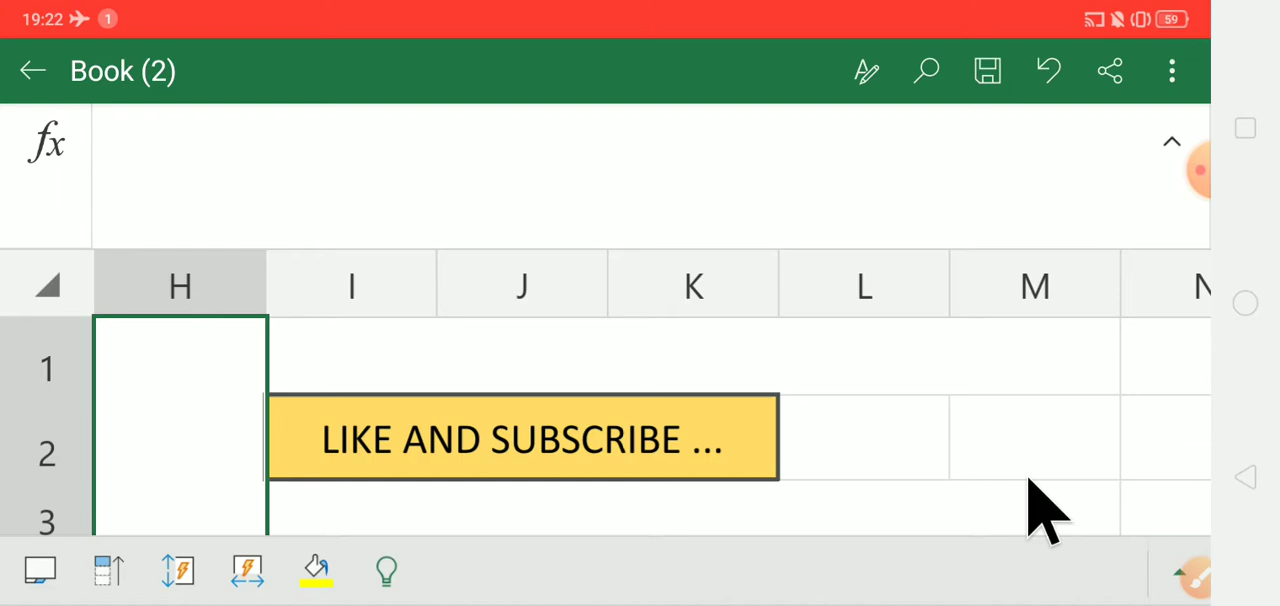 19:22 1 59
Book (2)
fx
H I J K L M N
1
2 LIKE AND SUBSCRIBE ...
3